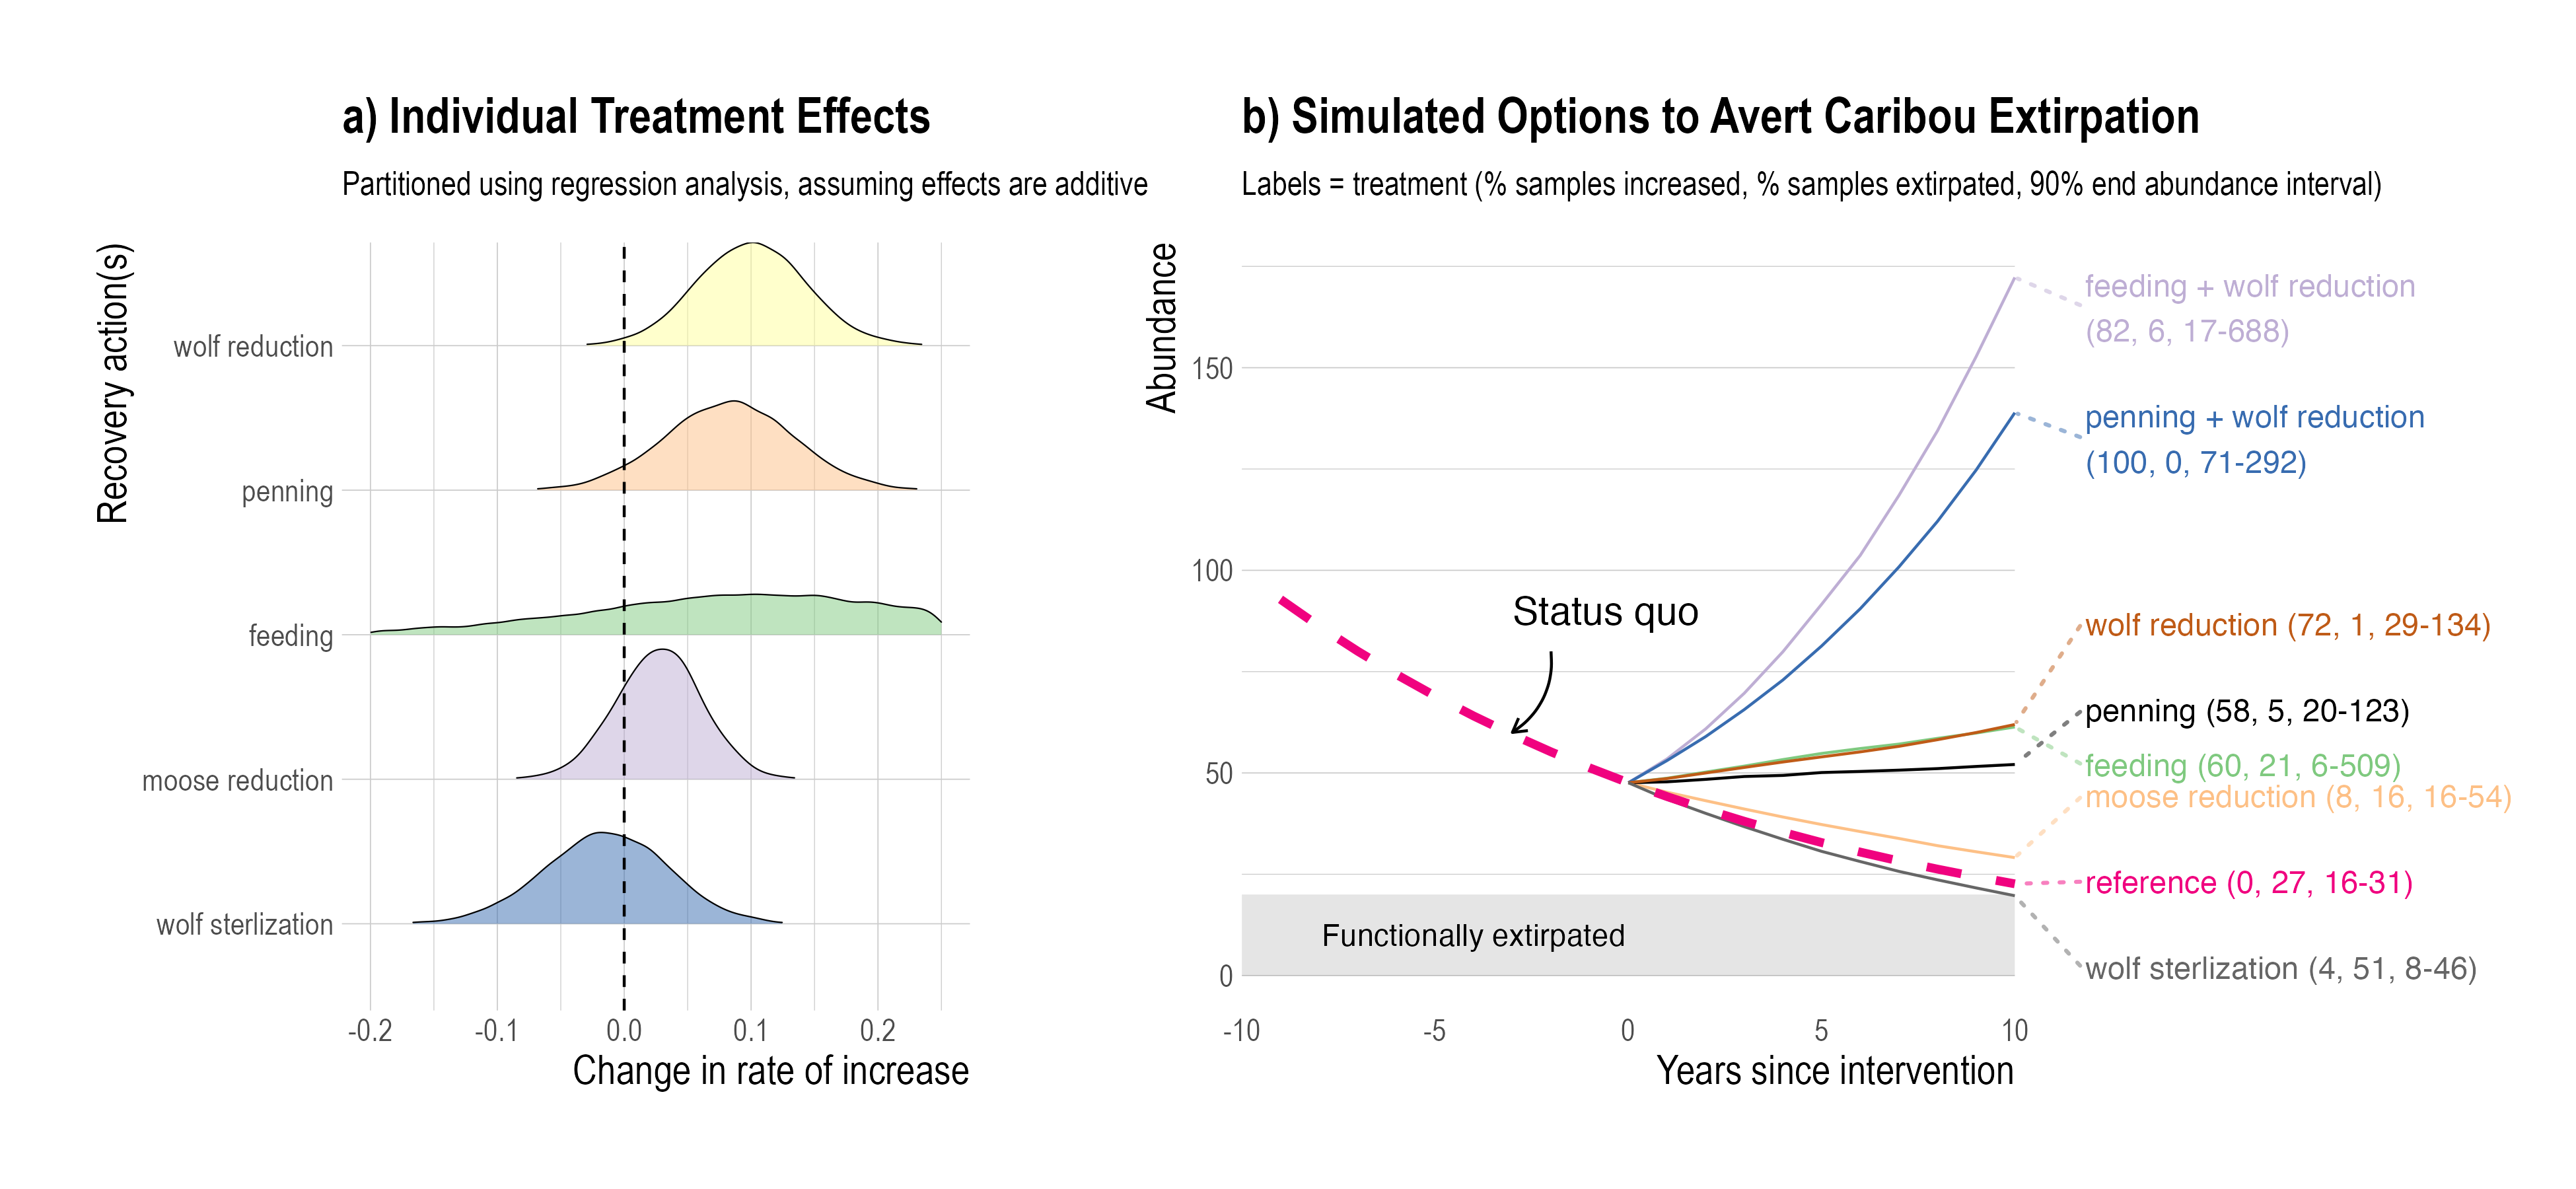 a) Individual Treatment Effects
Partitioned using regression analysis, assuming effects are additive
Recovery action(s)
wolf reduction
penning
feeding
moose reduction
wolf sterlization
-0.2
-0.1
0.0
0.1
0.2
Change in rate of increase
b) Simulated Options to Avert Caribou Extirpation
Labels = treatment (% samples increased, % samples extirpated, 90% end abundance interval)
Abundance
150
100
50
0
Status quo
Functionally extirpated
feeding + wolf reduction
(82, 6, 17-688)
penning + wolf reduction
(100, 0, 71-292)
wolf reduction (72, 1, 29-134)
penning (58, 5, 20-123)
feeding (60, 21, 6-509)
moose reduction (8, 16, 16-54)
reference (0, 27, 16-31)
wolf sterlization (4, 51, 8-46)
-10
-5
0
5
10
Years since intervention